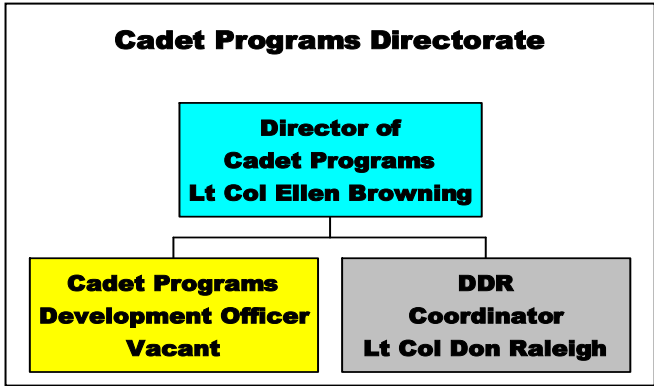 Cadet Programs Directorate
Director of
Cadet Programs
Lt Col Ellen Browning
Cadet Programs
Development Officer
Vacant
DDR
Coordinator
Lt Col Don Raleigh